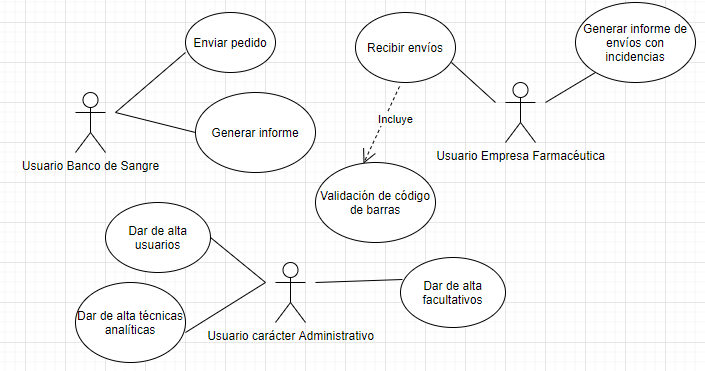 Enviar pedido
Recibir envíos
Generar informe de
envíos con
incidencias
Generar informe
Incluye
Usuario Banco de Sangre
Usuario Empresa Farmacéutica
Validación de código
de barras
Dar de alta
usuarios
Dar de alta
facultativos
Dar de alta técnicas
analíticas
Usuario carácter Administrativo